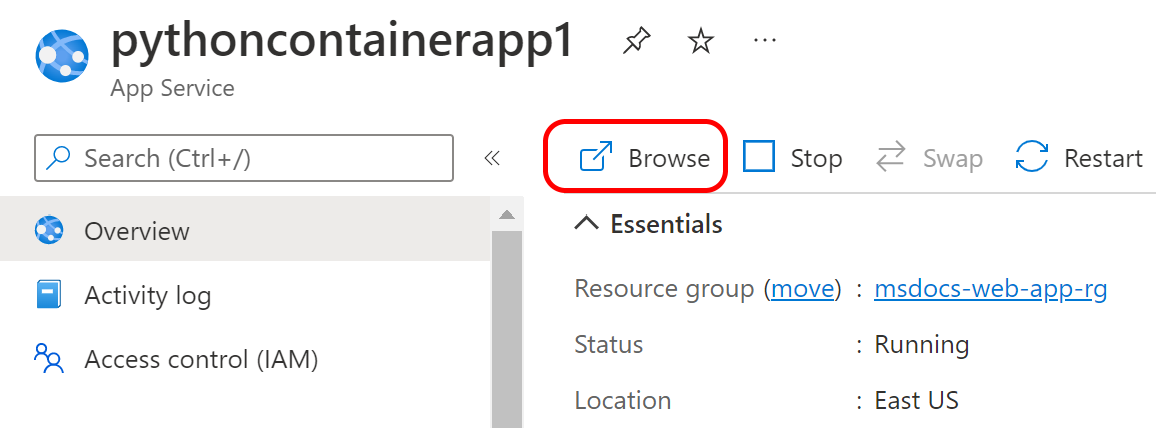 pythoncontainerapp1
App Service
Search (Ctrl+/)
Browse Stop Swap Restart
Overview
Activity log
Access control (IAM)
Essentials
Resource group (move) : msdocs-web-app-rg
Status : Running
Location : East US